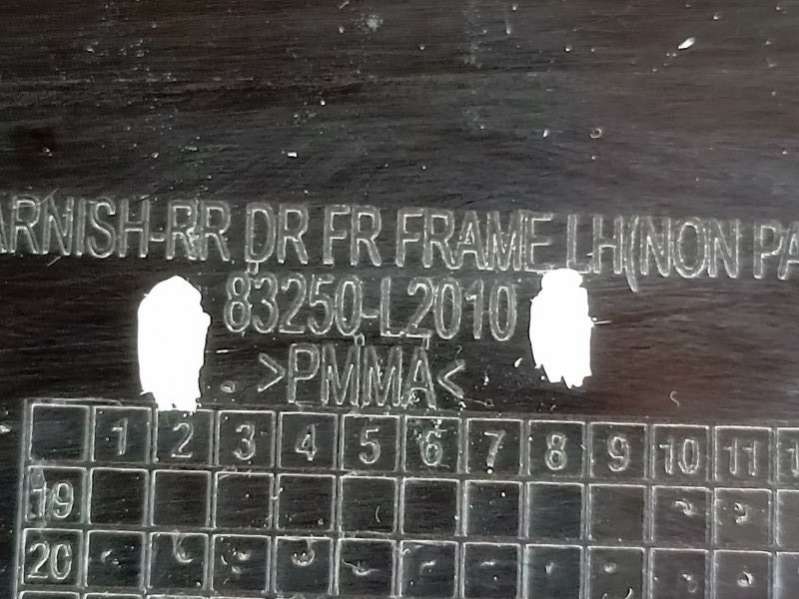 ARNISH-RR DR FR FRAME LH(NON PA
83250-L2010
>PMMA<
1 2 3 4 5 6 7 8 9 10 11 1
19
20